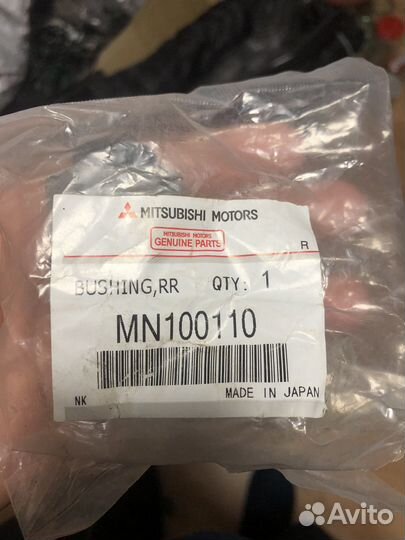 MITSUBISHI MOTORS
MITSUBISHI MOTORS
GENUINE PARTS
R
BUSHING,RR QTY: 1
MN100110
NK MADE IN JAPAN
Avito